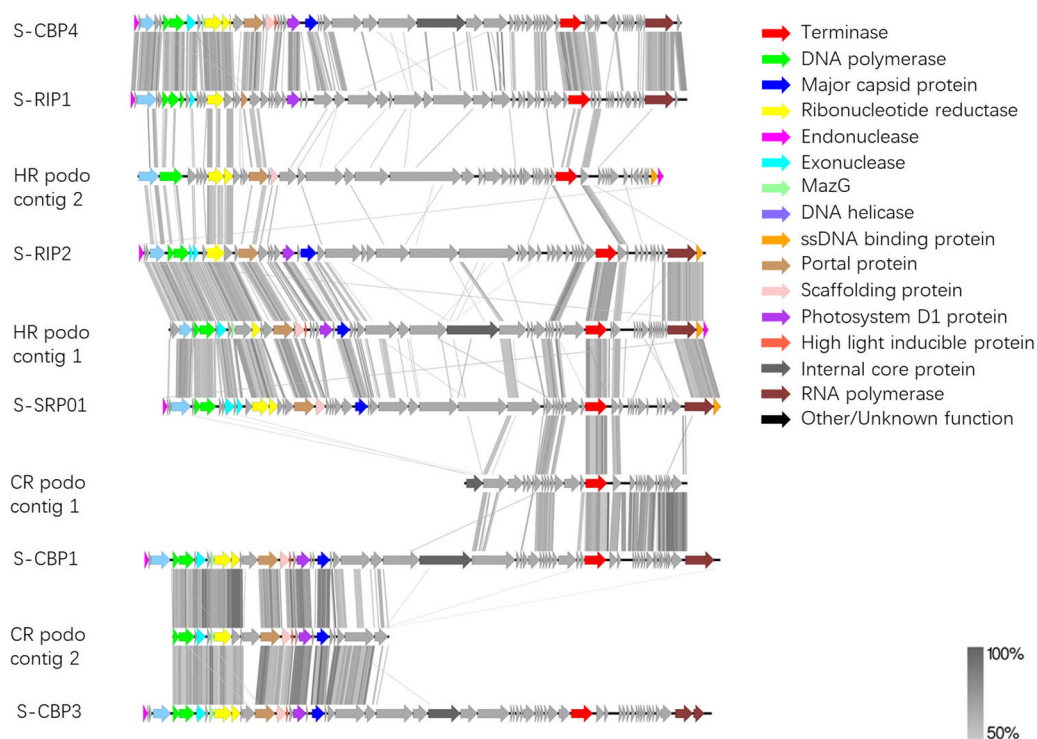 S-CBP4
S-RIP1
HR podo
contig 2
S-RIP2
HR podo
contig 1
S-SRP01
CR podo
contig 1
S-CBP1
CR podo
contig 2
S-CBP3
Terminase
DNA polymerase
Major capsid protein
Ribonucleotide reductase
Endonuclease
Exonuclease
MazG
DNA helicase
ssDNA binding protein
Portal protein
Scaffolding protein
Photosystem D1 protein
High light inducible protein
Internal core protein
RNA polymerase
Other/Unknown function
100%
50%